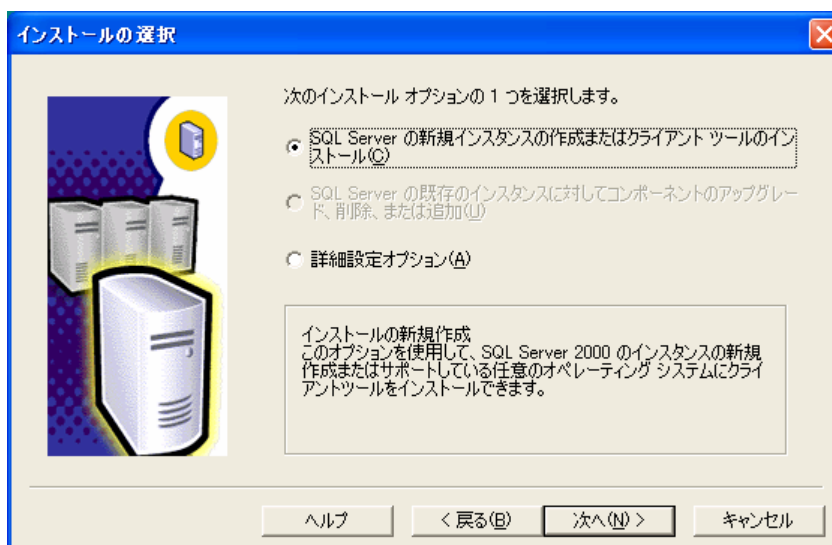 インストールの選択
次のインストール オプションの 1 つを選択します。
SQL Server の新規インスタンスの作成またはクライアント ツールのイン
ストール(C)
SQL Server の既存のインスタンスに対してコンポーネントのアップグレー
ド、削除、または追加(U)
詳細設定オプション(A)
インストールの新規作成
このオプションを使用して、SQL Server 2000 のインスタンスの新規
作成またはサポートしている任意のオペレーティング システムにクライ
アントツールをインストールできます。
ヘルプ
< 戻る(B)
次へ(N) >
キャンセル